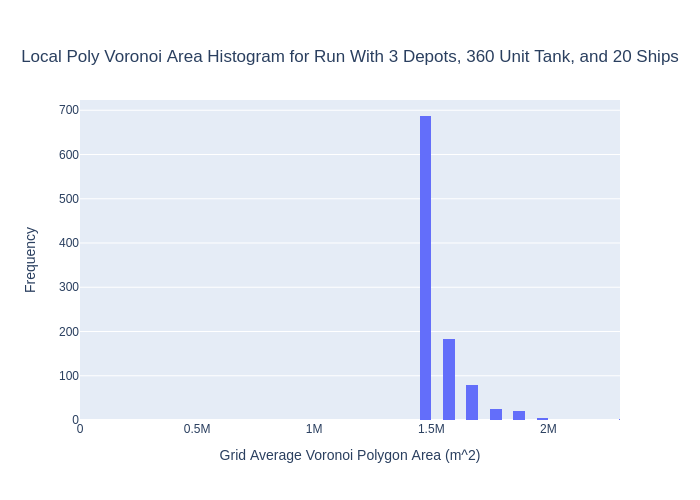 Local Poly Voronoi Area Histogram for Run With 3 Depots, 360 Unit Tank, and 20 Ships
700
600
500
400
300
200
100
0
Frequency
0 0.5M 1M 1.5M 2M
Grid Average Voronoi Polygon Area (m^2)